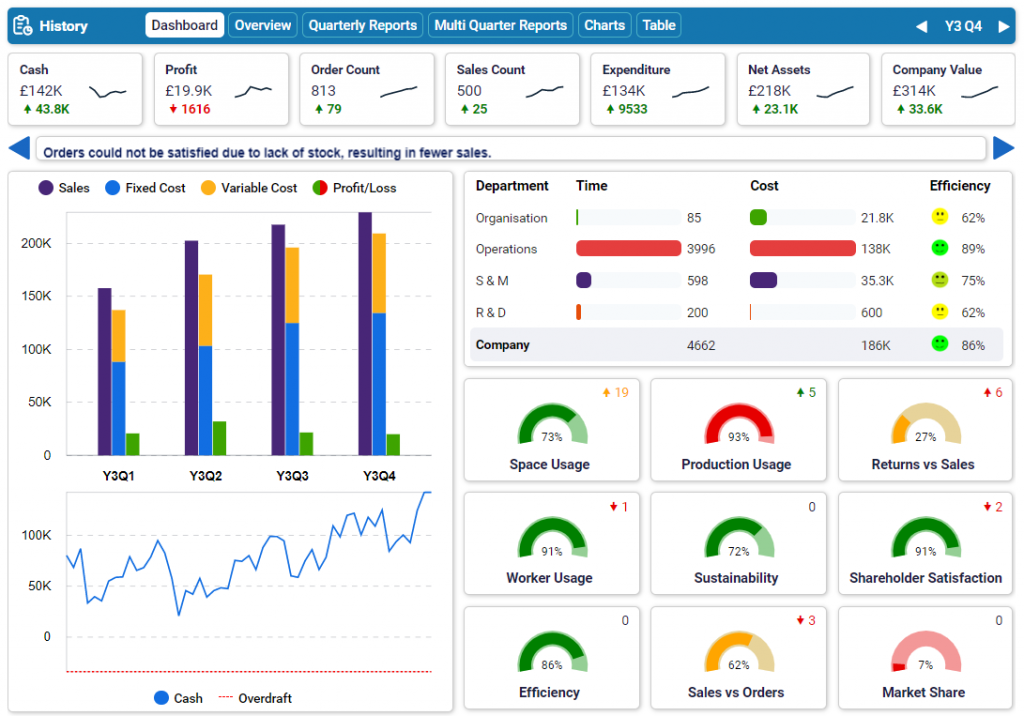 History Dashboard Overview Quarterly Reports Multi Quarter Reports Charts Table Y3 Q4
Cash Profit Order Count Sales Count Expenditure Net Assets Company Value
£142K £19.9K 813 500 £134K £218K £314K
43.8K 1616 79 25 9533 23.1K 33.6K
Orders could not be satisfied due to lack of stock, resulting in fewer sales.
Sales Fixed Cost Variable Cost Profit/Loss
200K
150K
100K
50K
0
Y3Q1 Y3Q2 Y3Q3 Y3Q4
100K
50K
0
Cash Overdraft
Department Time Cost Efficiency
Organisation 85 21.8K 62%
Operations 3996 138K 89%
S & M 598 35.3K 75%
R & D 200 600 62%
Company 4662 186K 86%
19 5 6
73% 93% 27%
Space Usage Production Usage Returns vs Sales
1 0 2
91% 72% 91%
Worker Usage Sustainability Shareholder Satisfaction
0 3 0
86% 62% 7%
Efficiency Sales vs Orders Market Share